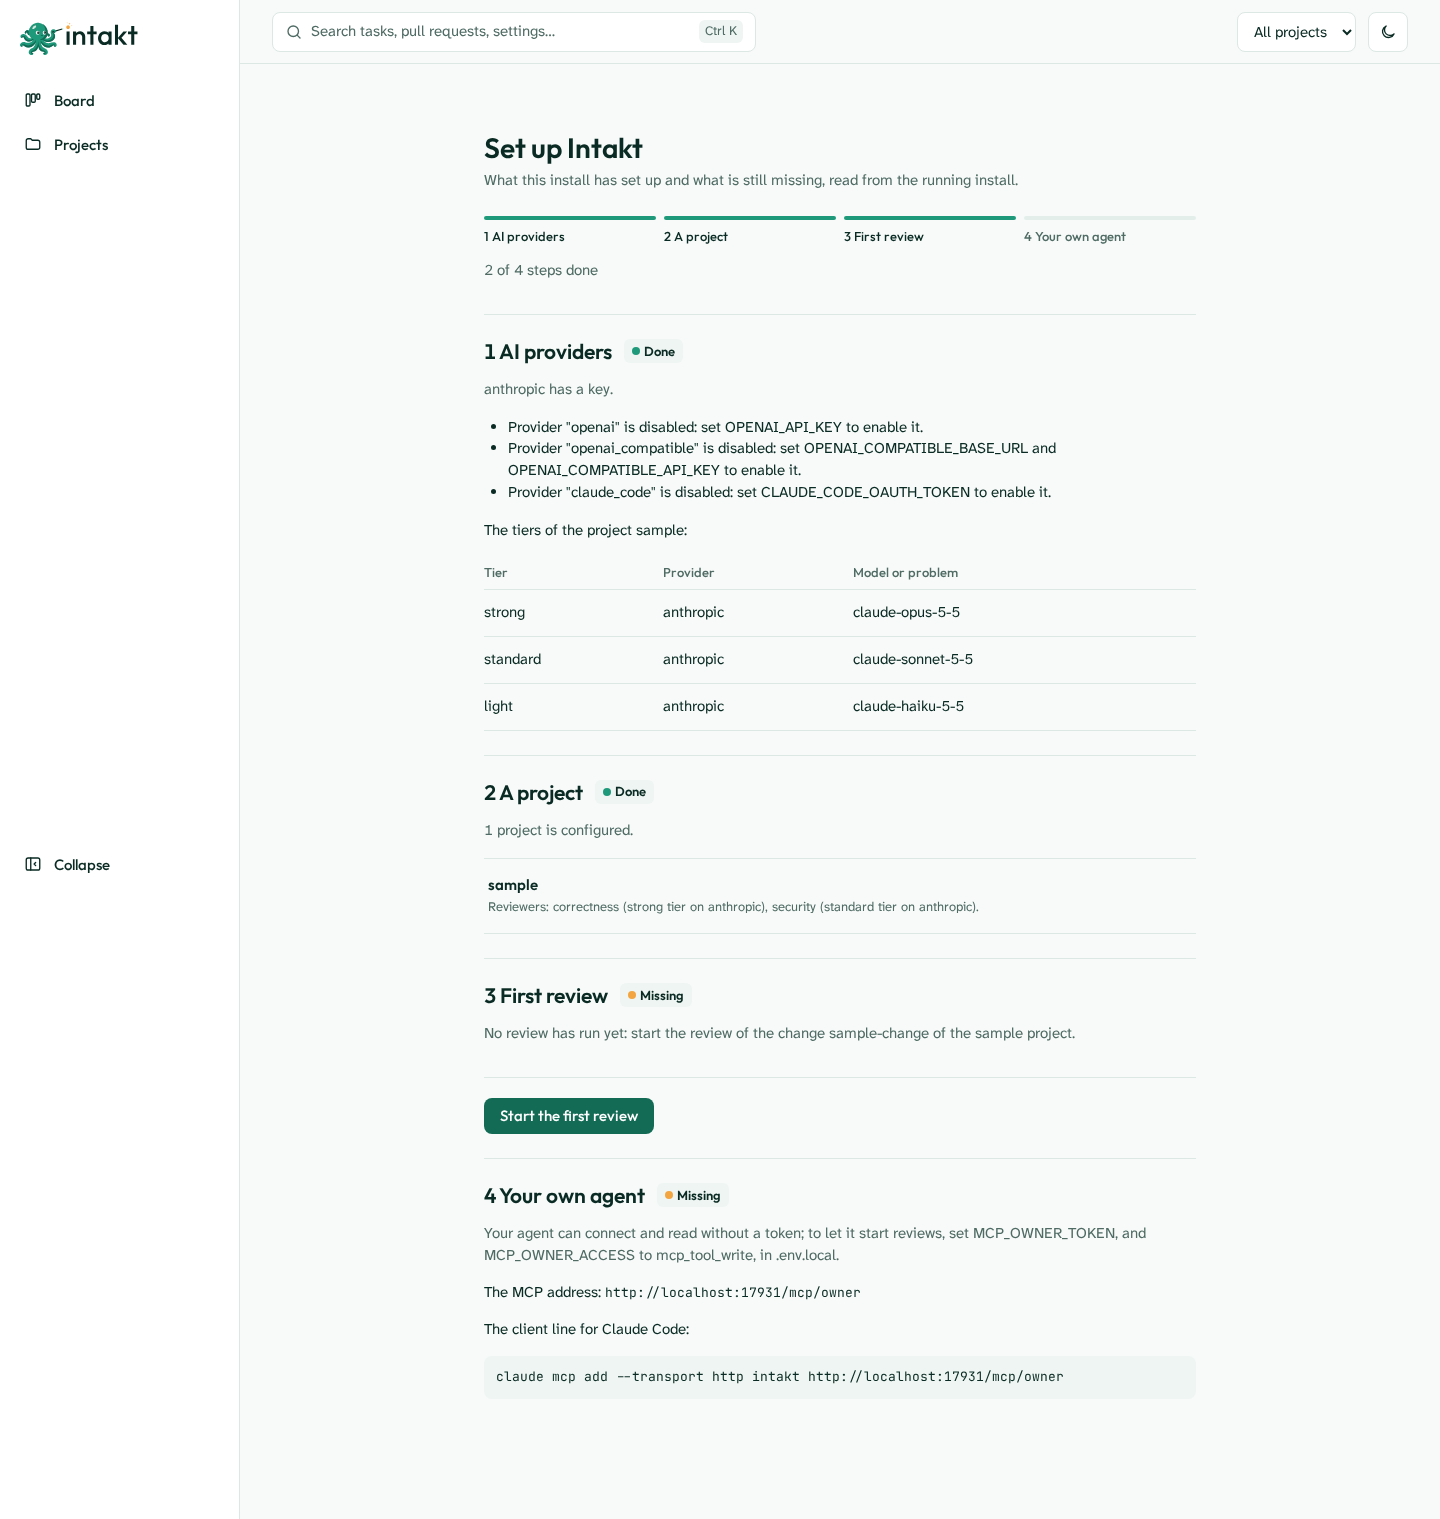 intakt
Search tasks, pull requests, settings...
Ctrl K
All projects
Board
Projects
Set up Intakt
What this install has set up and what is still missing, read from the running install.
1 AI providers
2 A project
3 First review
4 Your own agent
2 of 4 steps done
1 AI providers
Done
anthropic has a key.
Provider "openai" is disabled: set OPENAI_API_KEY to enable it.
Provider "openai_compatible" is disabled: set OPENAI_COMPATIBLE_BASE_URL and
OPENAI_COMPATIBLE_API_KEY to enable it.
Provider "claude_code" is disabled: set CLAUDE_CODE_OAUTH_TOKEN to enable it.
The tiers of the project sample:
Tier Provider Model or problem
strong anthropic claude-opus-5-5
standard anthropic claude-sonnet-5-5
light anthropic claude-haiku-5-5
2 A project
Done
1 project is configured.
Collapse
sample
Reviewers: correctness (strong tier on anthropic), security (standard tier on anthropic).
3 First review
Missing
No review has run yet: start the review of the change sample-change of the sample project.
Start the first review
4 Your own agent
Missing
Your agent can connect and read without a token; to let it start reviews, set MCP_OWNER_TOKEN, and
MCP_OWNER_ACCESS to mcp_tool_write, in .env.local.
The MCP address: http://localhost:17931/mcp/owner
The client line for Claude Code:
claude mcp add --transport http intakt http://localhost:17931/mcp/owner